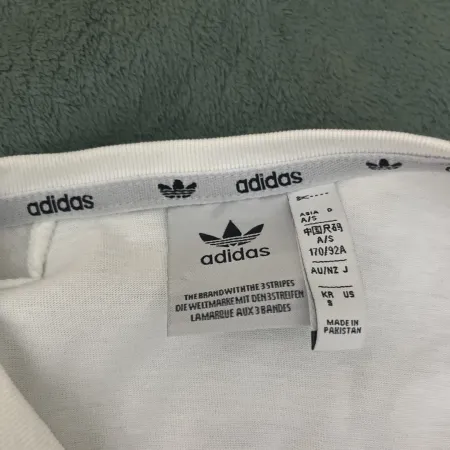 adidas
adidas
adidas
THE BRAND WITH THE 3 STRIPES
DIE WELTMARKE MIT DEN 3 STREIFEN
LA MARQUE AUX 3 BANDES
ASIA D
A/S
中国尺码
A/S
170/92A
AU/NZ J
KR US
S
MADE IN
PAKISTAN